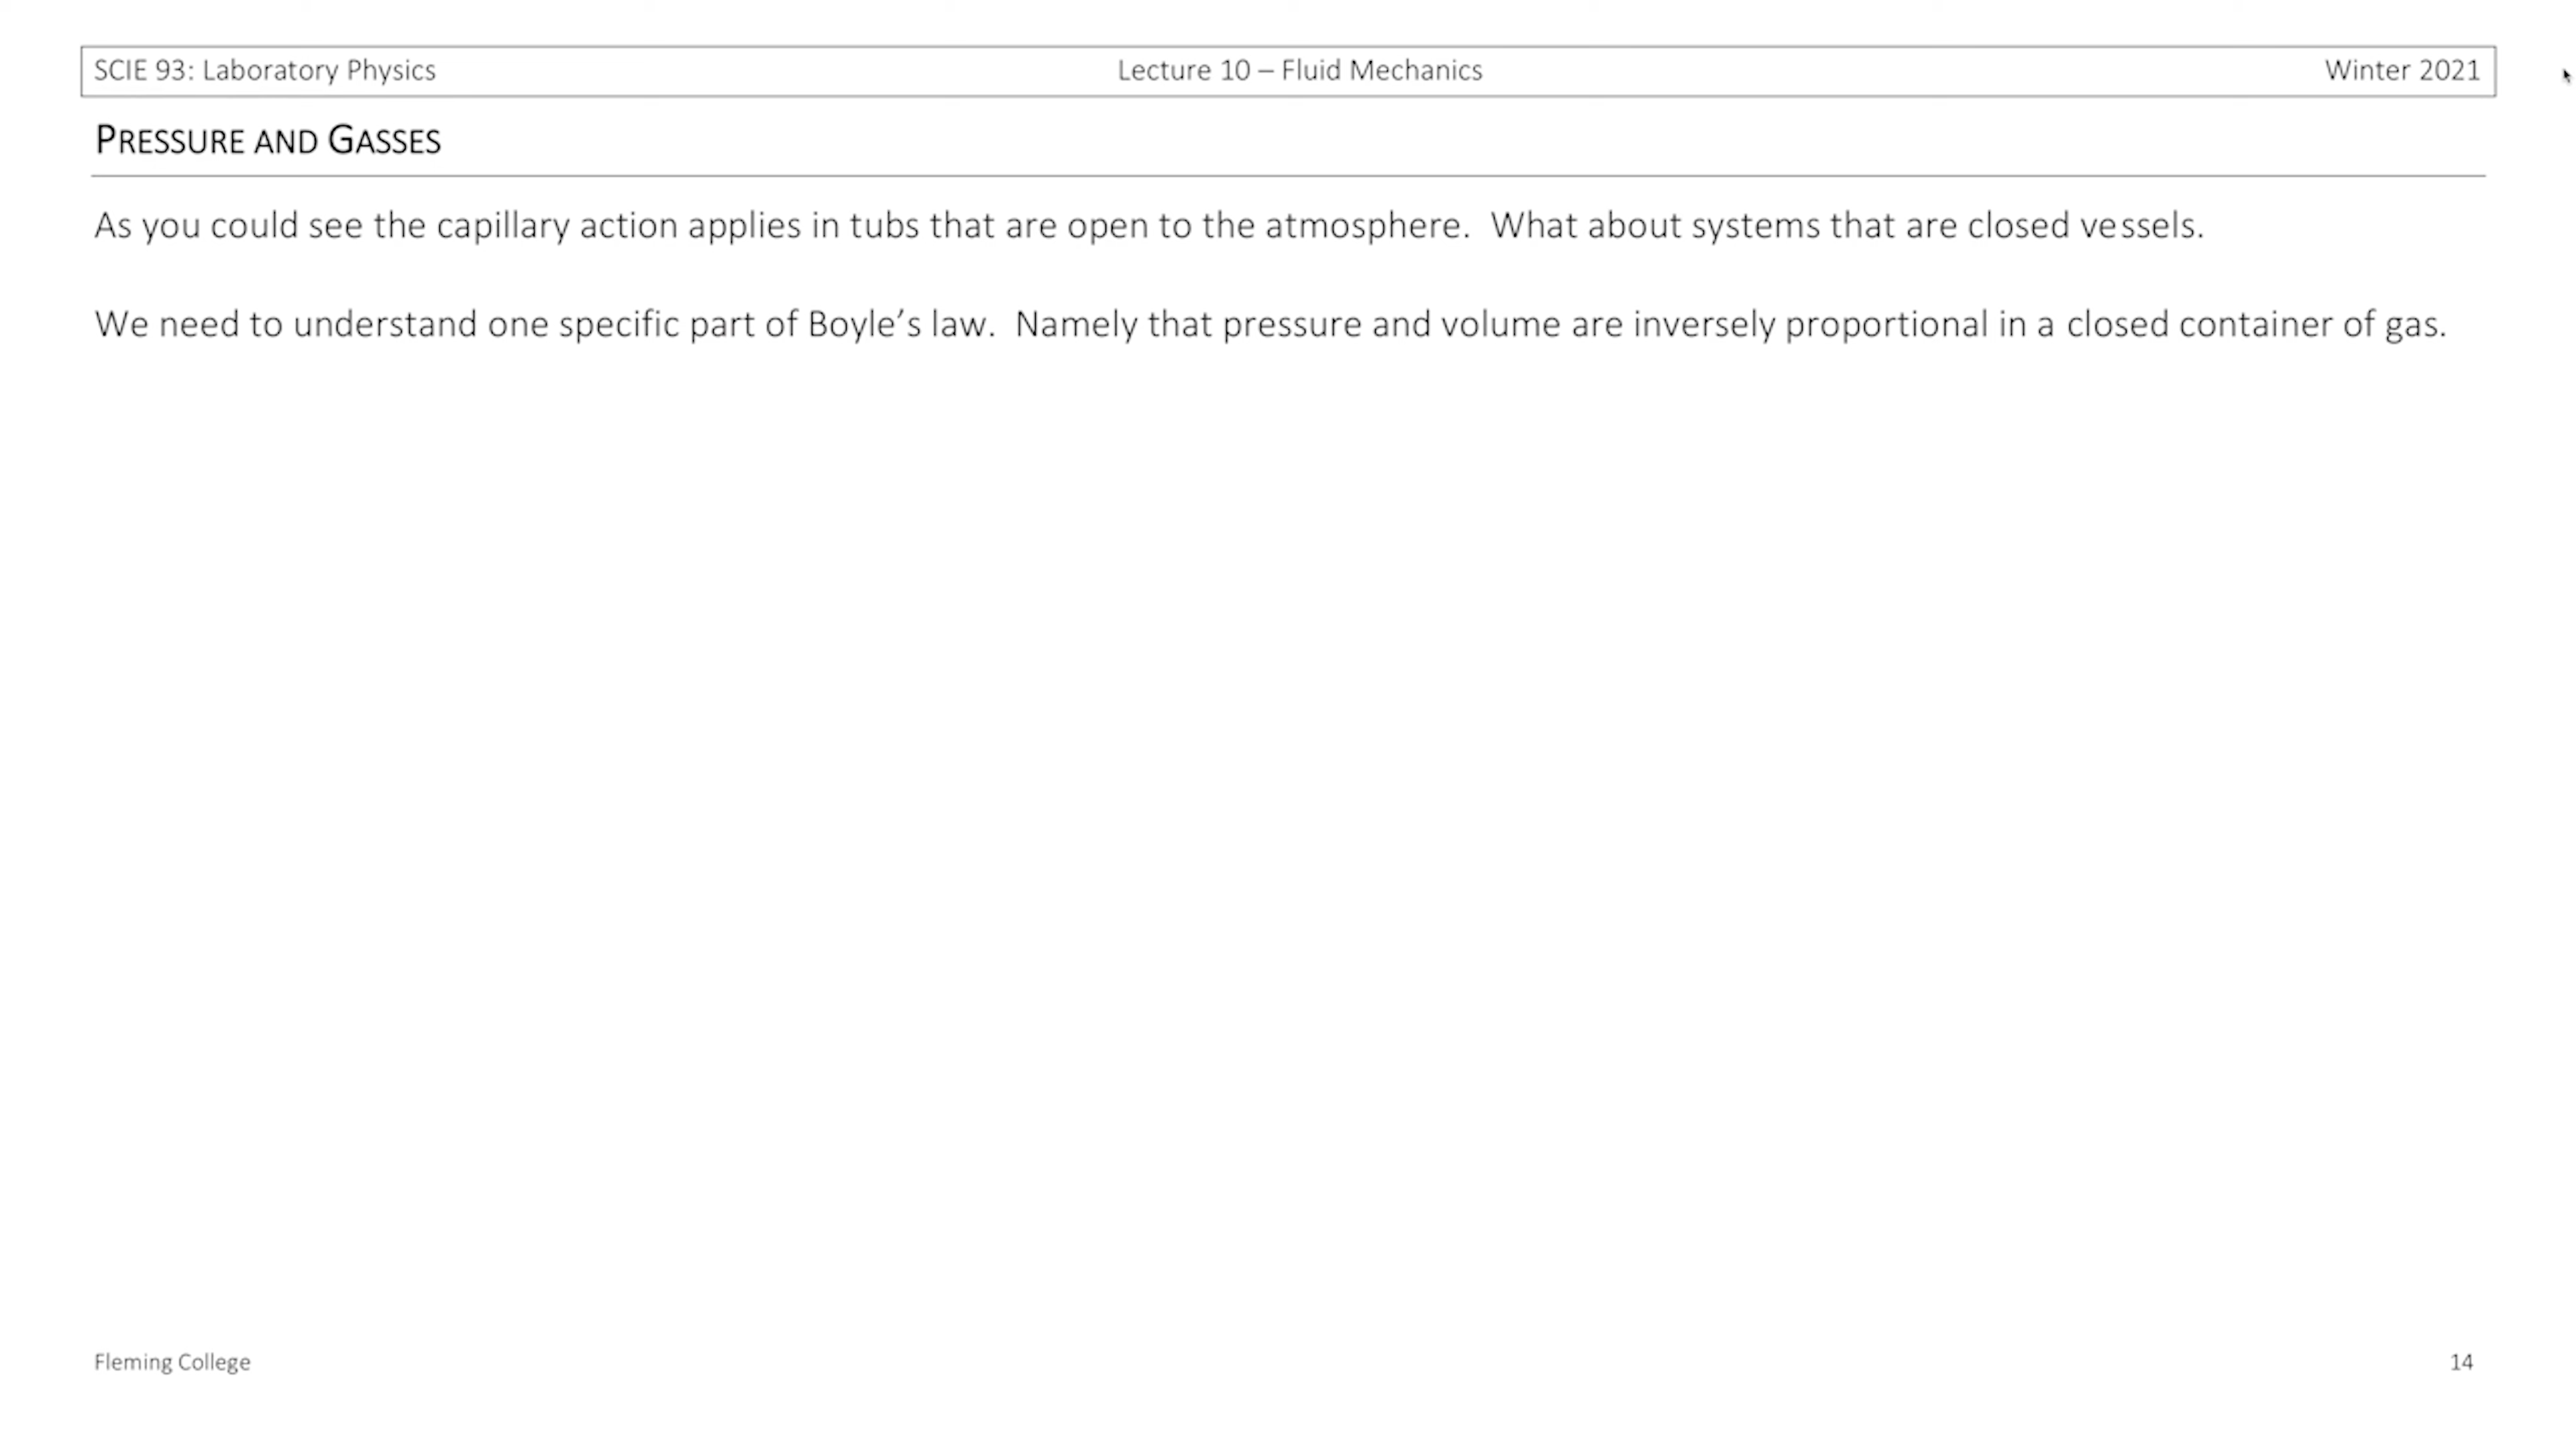 SCIE 93: Laboratory Physics Lecture 10 – Fluid Mechanics Winter 2021
PRESSURE AND GASSES
As you could see the capillary action applies in tubs that are open to the atmosphere. What about systems that are closed vessels.
We need to understand one specific part of Boyle’s law. Namely that pressure and volume are inversely proportional in a closed container of gas.
Fleming College 14